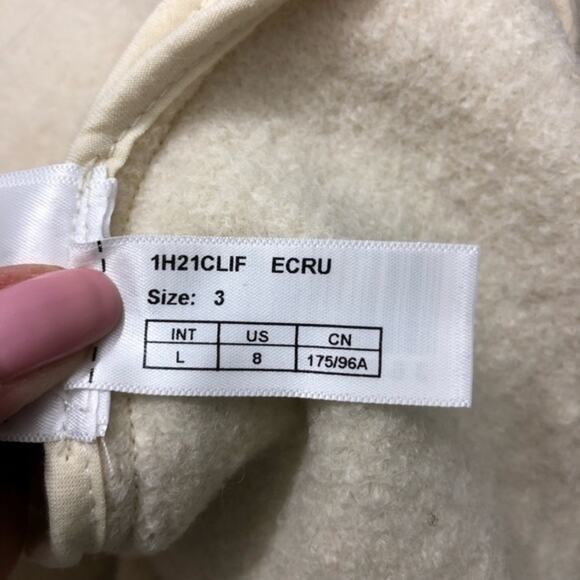 1H21CLIF ECRU
Size: 3
INT US CN
L 8 175/96A